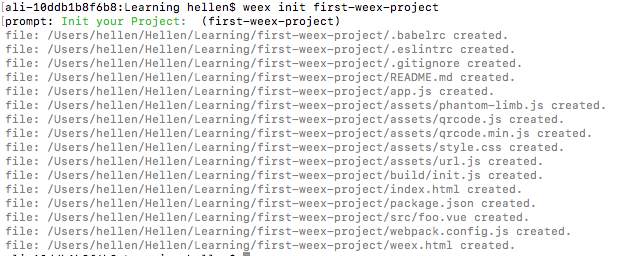 [ali-10ddb1b8f6b8:Learning hellen$ weex init first-weex-project
[prompt: Init your Project:  (first-weex-project)
file: /Users/hellen/Hellen/Learning/first-weex-project/.babelrc created.
file: /Users/hellen/Hellen/Learning/first-weex-project/.eslintrc created.
file: /Users/hellen/Hellen/Learning/first-weex-project/.gitignore created.
file: /Users/hellen/Hellen/Learning/first-weex-project/README.md created.
file: /Users/hellen/Hellen/Learning/first-weex-project/app.js created.
file: /Users/hellen/Hellen/Learning/first-weex-project/assets/phantom-limb.js created.
file: /Users/hellen/Hellen/Learning/first-weex-project/assets/qrcode.js created.
file: /Users/hellen/Hellen/Learning/first-weex-project/assets/qrcode.min.js created.
file: /Users/hellen/Hellen/Learning/first-weex-project/assets/style.css created.
file: /Users/hellen/Hellen/Learning/first-weex-project/assets/url.js created.
file: /Users/hellen/Hellen/Learning/first-weex-project/build/init.js created.
file: /Users/hellen/Hellen/Learning/first-weex-project/index.html created.
file: /Users/hellen/Hellen/Learning/first-weex-project/package.json created.
file: /Users/hellen/Hellen/Learning/first-weex-project/src/foo.vue created.
file: /Users/hellen/Hellen/Learning/first-weex-project/webpack.config.js created.
file: /Users/hellen/Hellen/Learning/first-weex-project/weex.html created.